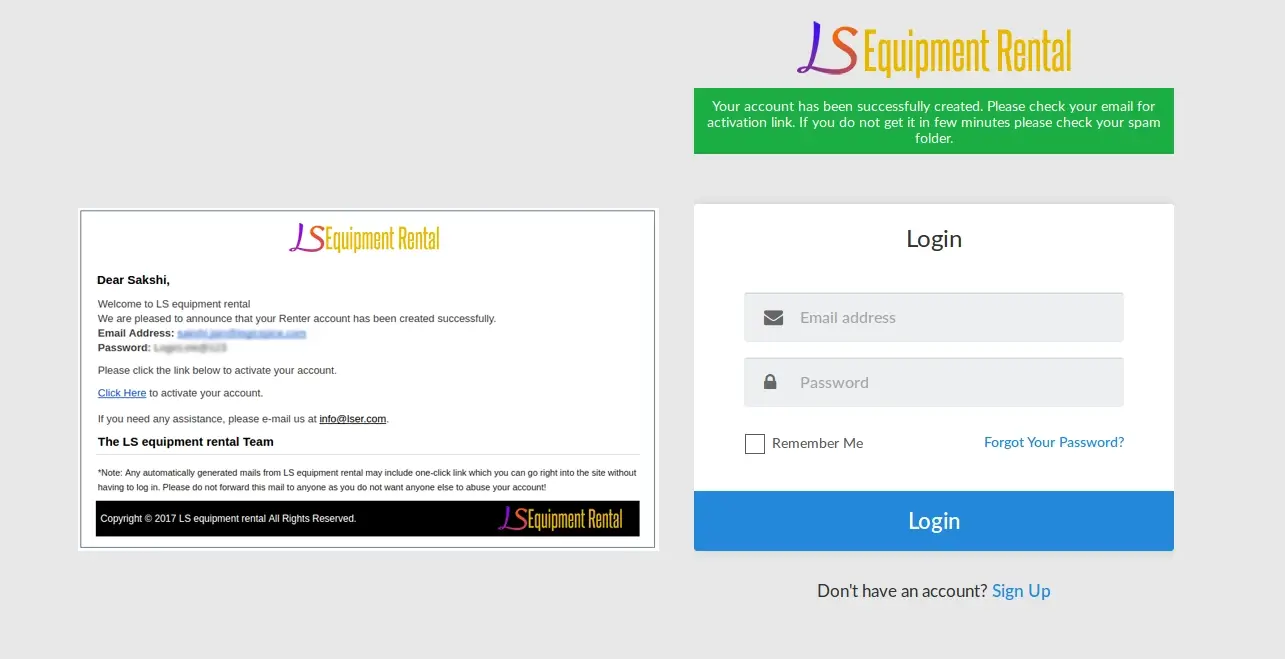 LS Equipment Rental
Your account has been successfully created. Please check your email for
activation link. If you do not get it in few minutes please check your spam
folder.
LS Equipment Rental
Dear Sakshi,
Welcome to LS equipment rental
We are pleased to announce that your Renter account has been created successfully.
Email Address:
Password:
Please click the link below to activate your account.
Click Here to activate your account.
If you need any assistance, please e-mail us at info@lser.com.
The LS equipment rental Team
*Note: Any automatically generated mails from LS equipment rental may include one-click link which you can go right into the site without
having to log in. Please do not forward this mail to anyone as you do not want anyone else to abuse your account!
Copyright © 2017 LS equipment rental All Rights Reserved.
LS Equipment Rental
Login
Email address
Password
Remember Me
Forgot Your Password?
Login
Don't have an account? Sign Up